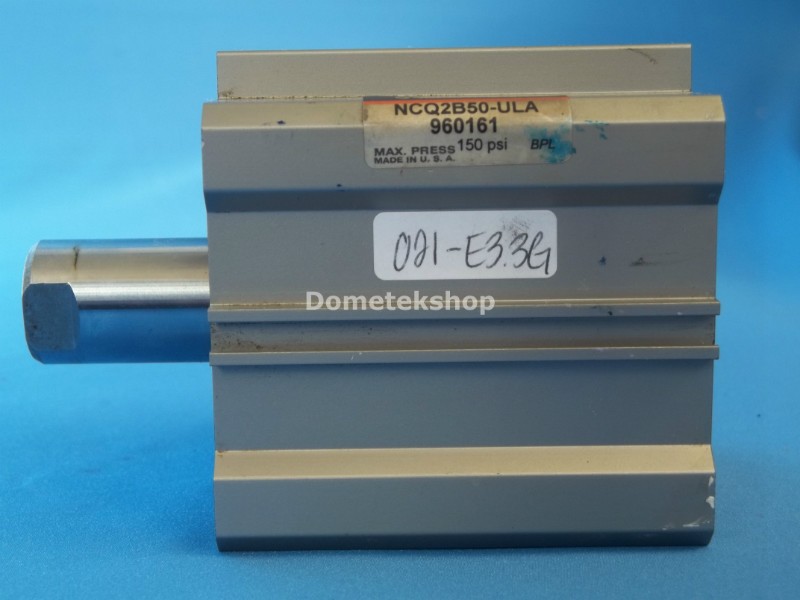 NCQ2B50-ULA
960161
MAX. PRESS 150 psi BPL
MADE IN U. S. A.
021-E3.3G
Dometekshop